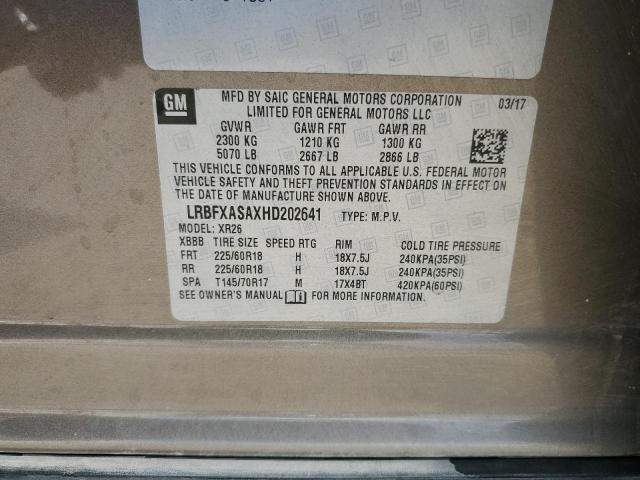 GM
MFD BY SAIC GENERAL MOTORS CORPORATION 03/17
LIMITED FOR GENERAL MOTORS LLC
GVWR GAWR FRT GAWR RR
2300 KG 1210 KG 1300 KG
5070 LB 2667 LB 2866 LB
THIS VEHICLE CONFORMS TO ALL APPLICABLE U.S. FEDERAL MOTOR
VEHICLE SAFETY AND THEFT PREVENTION STANDARDS IN EFFECT ON
THE DATE OF MANUFACTURE SHOWN ABOVE.
LRBFXASAXHD202641 TYPE: M.P.V.
MODEL: XR26
XBBB TIRE SIZE SPEED RTG RIM COLD TIRE PRESSURE
FRT 225/60R18 H 18X7.5J 240KPA(35PSI)
RR 225/60R18 H 18X7.5J 240KPA(35PSI)
SPA T145/70R17 M 17X4BT 420KPA(60PSI)
SEE OWNER'S MANUAL FOR MORE INFORMATION.